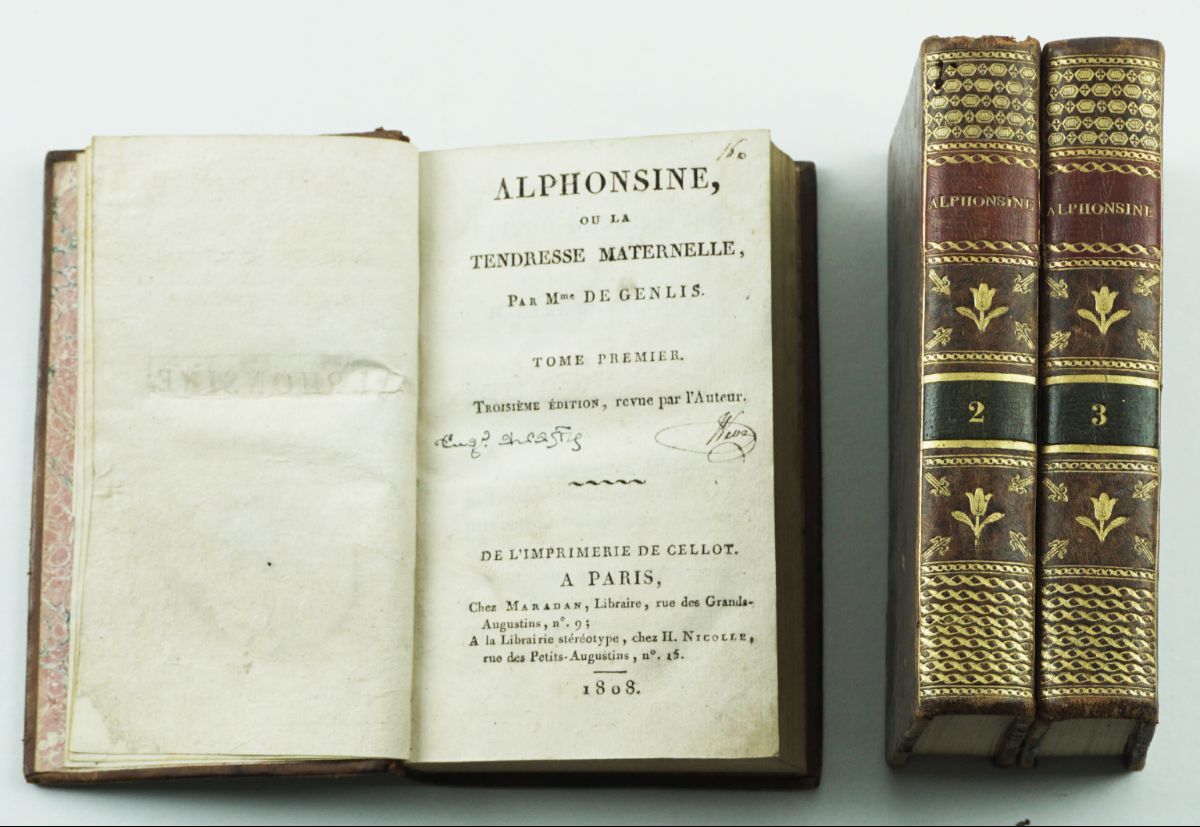 160
ALPHONSINE,
OU LA
TENDRESSE MATERNELLE,
PAR Mme DE GENLIS.
TOME PREMIER.
TROISIÈME ÉDITION, revue par l'Auteur.
DE L'IMPRIMERIE DE CELLOT.
A PARIS,
Chez MARADAN, Libraire, rue des Grands-
Augustins, n°. 9;
A la Librairie stéréotype, chez H. NICOLLE,
rue des Petits-Augustins, n°. 15.
1808.
ALPHONSINE
2
ALPHONSINE
3